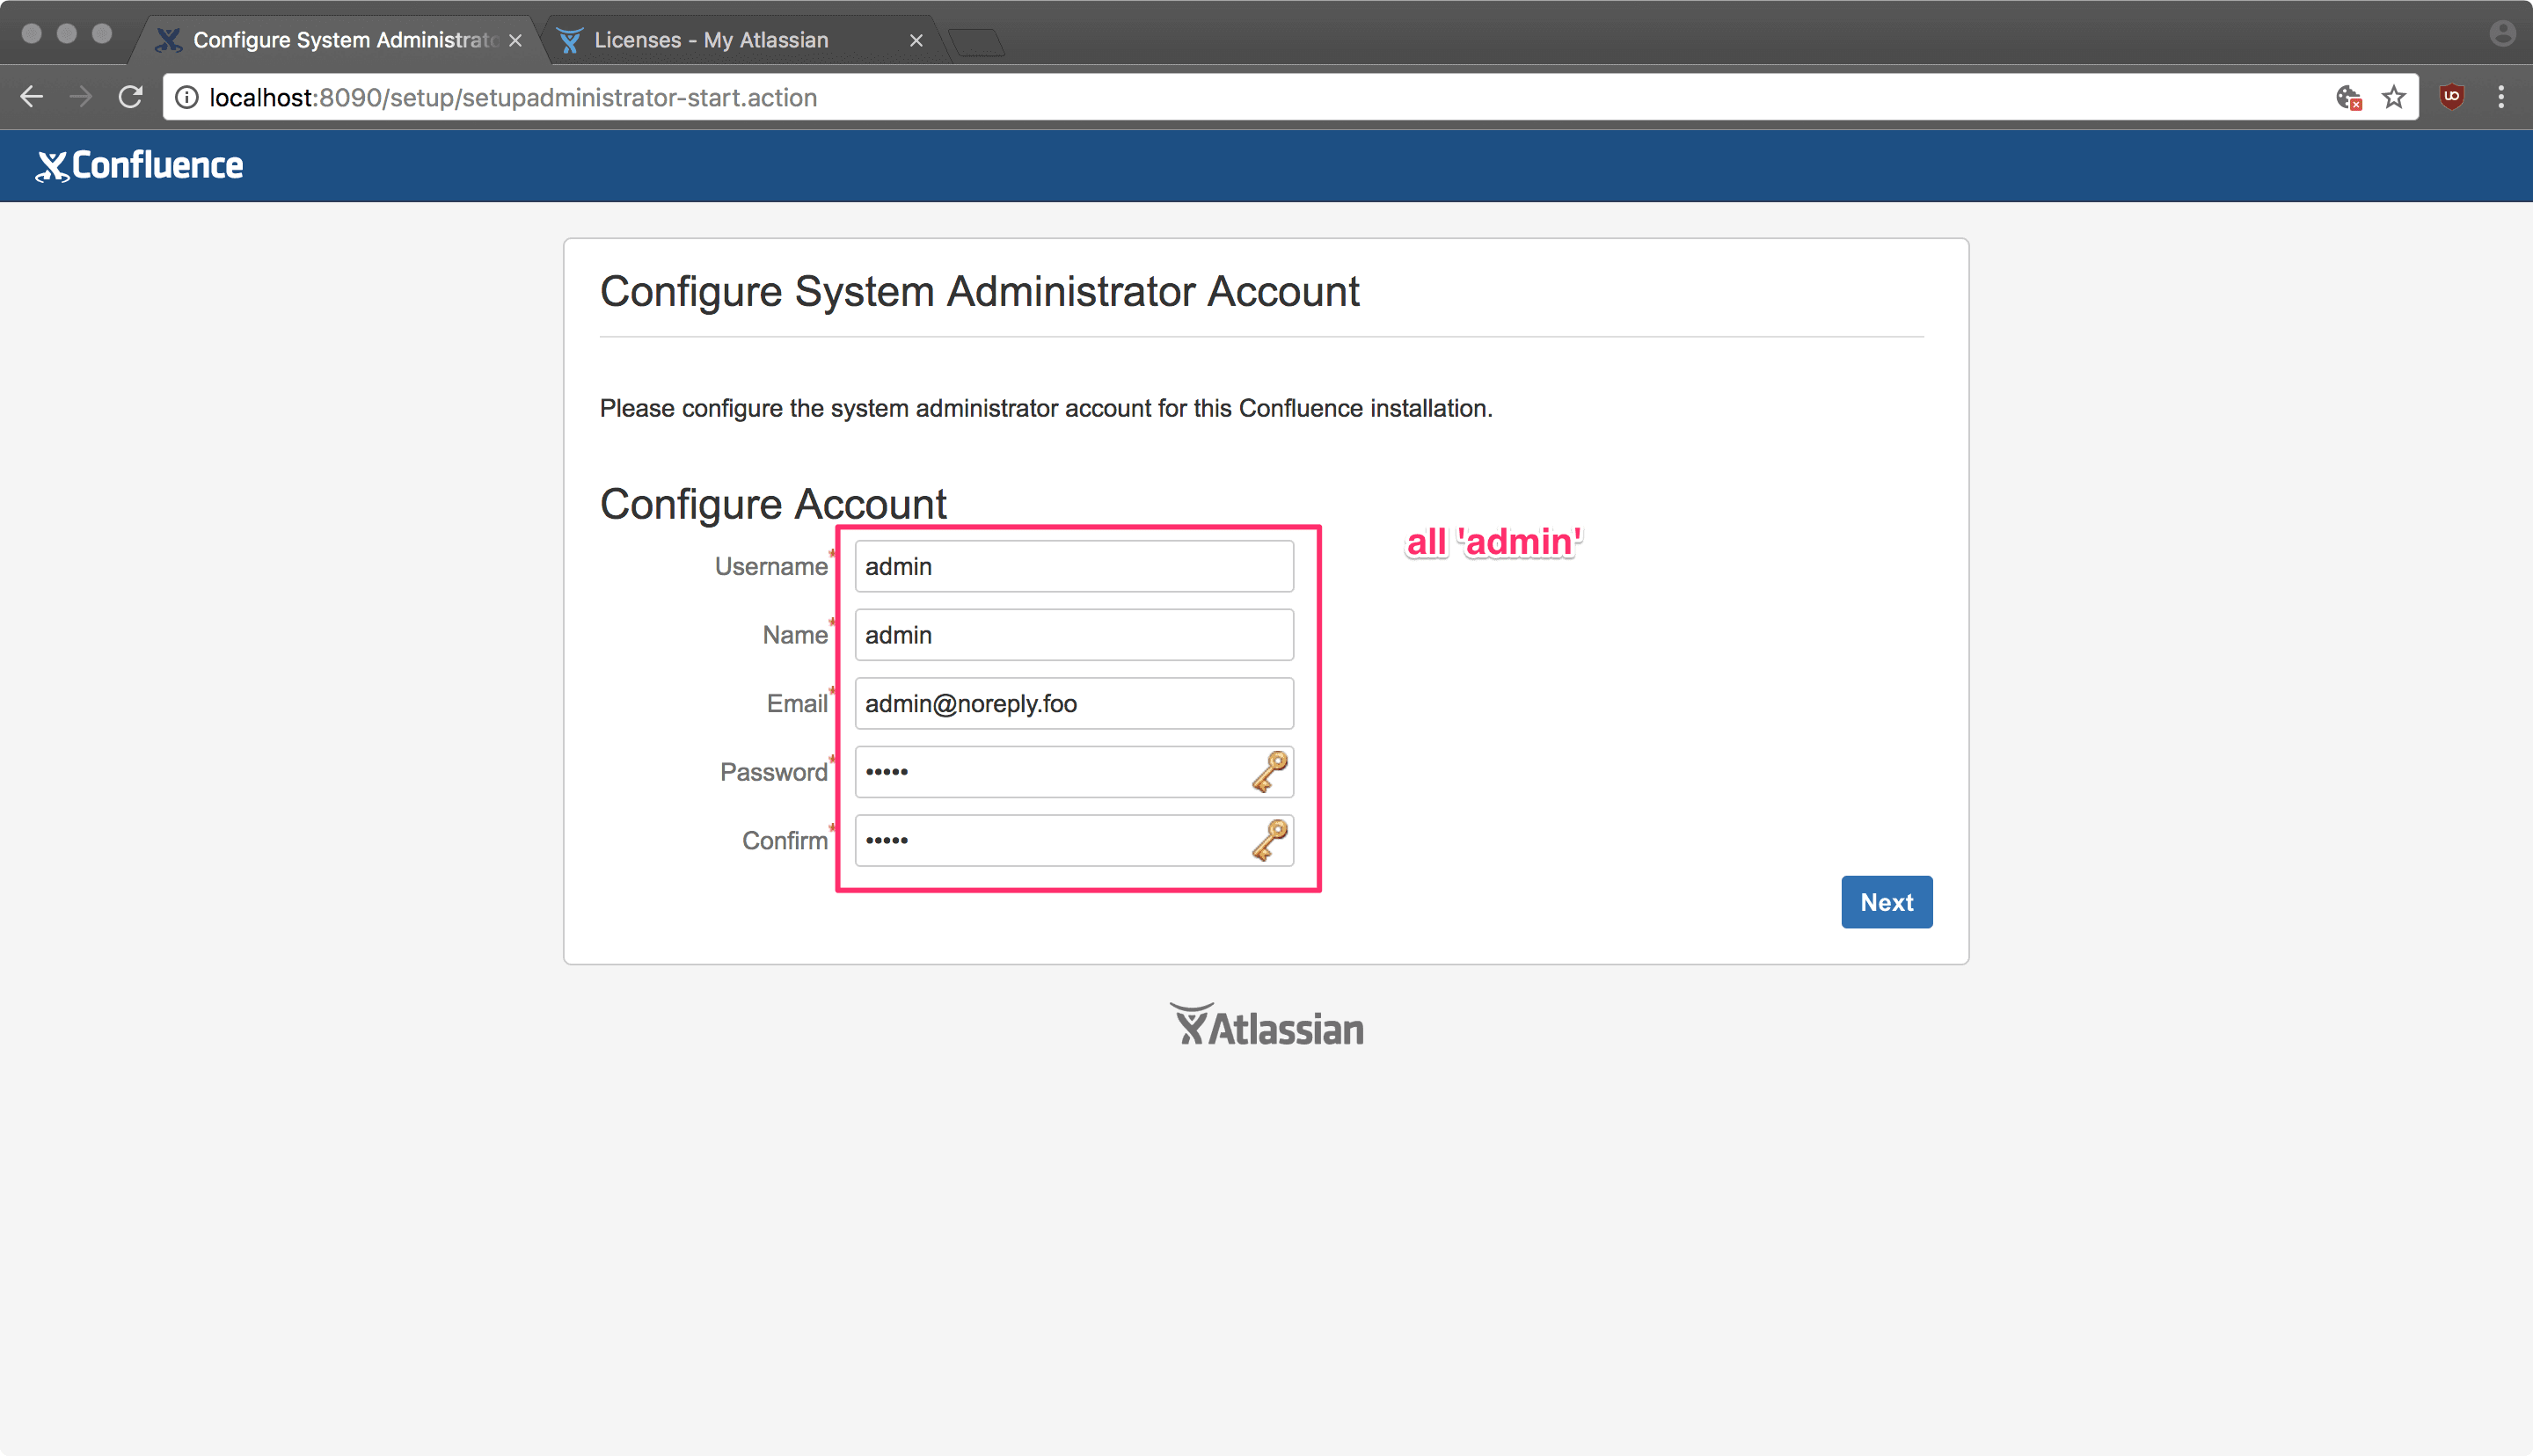 Configure System Administrato
Licenses - My Atlassian
localhost:8090/setup/setupadministrator-start.action
Confluence
Configure System Administrator Account
Please configure the system administrator account for this Confluence installation.
Configure Account
all 'admin'
Username* admin
Name* admin
Email* admin@noreply.foo
Password* •••••
Confirm* •••••
Next
Atlassian